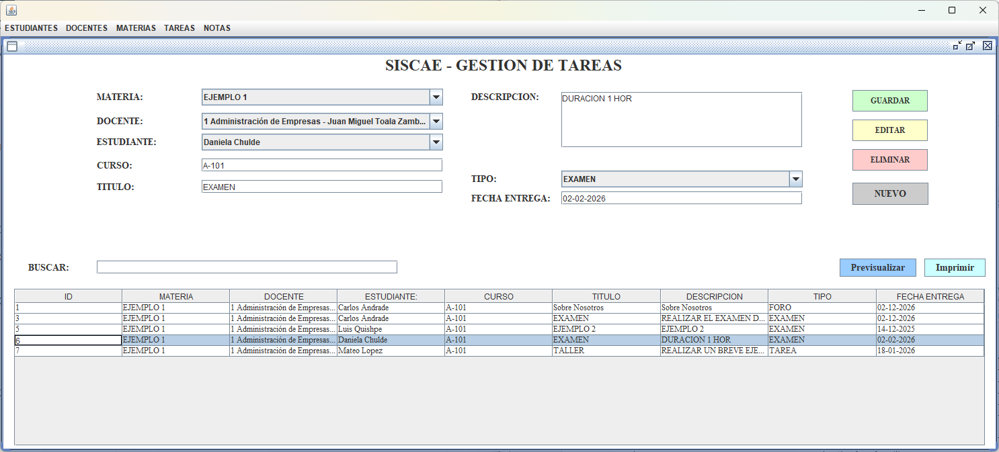 ESTUDIANTES DOCENTES MATERIAS TAREAS NOTAS
SISCAE - GESTION DE TAREAS
MATERIA: EJEMPLO 1
DOCENTE: 1 Administración de Empresas - Juan Miguel Toala Zamb...
ESTUDIANTE: Daniela Chulde
CURSO: A-101
TITULO: EXAMEN
DESCRIPCION: DURACION 1 HOR
TIPO: EXAMEN
FECHA ENTREGA: 02-02-2026
GUARDAR
EDITAR
ELIMINAR
NUEVO
BUSCAR:
Previsualizar Imprimir
ID MATERIA DOCENTE ESTUDIANTE: CURSO TITULO DESCRIPCION TIPO FECHA ENTREGA
1 EJEMPLO 1 1 Administración de Empresas... Carlos Andrade A-101 Sobre Nosotros Sobre Nosotros FORO 02-12-2026
3 EJEMPLO 1 1 Administración de Empresas... Carlos Andrade A-101 EXAMEN REALIZAR EL EXAMEN D... EXAMEN 02-12-2026
5 EJEMPLO 1 1 Administración de Empresas... Luis Quishpe A-101 EJEMPLO 2 EJEMPLO 2 EXAMEN 14-12-2025
6 EJEMPLO 1 1 Administración de Empresas... Daniela Chulde A-101 EXAMEN DURACION 1 HOR EXAMEN 02-02-2026
7 EJEMPLO 1 1 Administración de Empresas... Mateo Lopez A-101 TALLER REALIZAR UN BREVE EJE... TAREA 18-01-2026